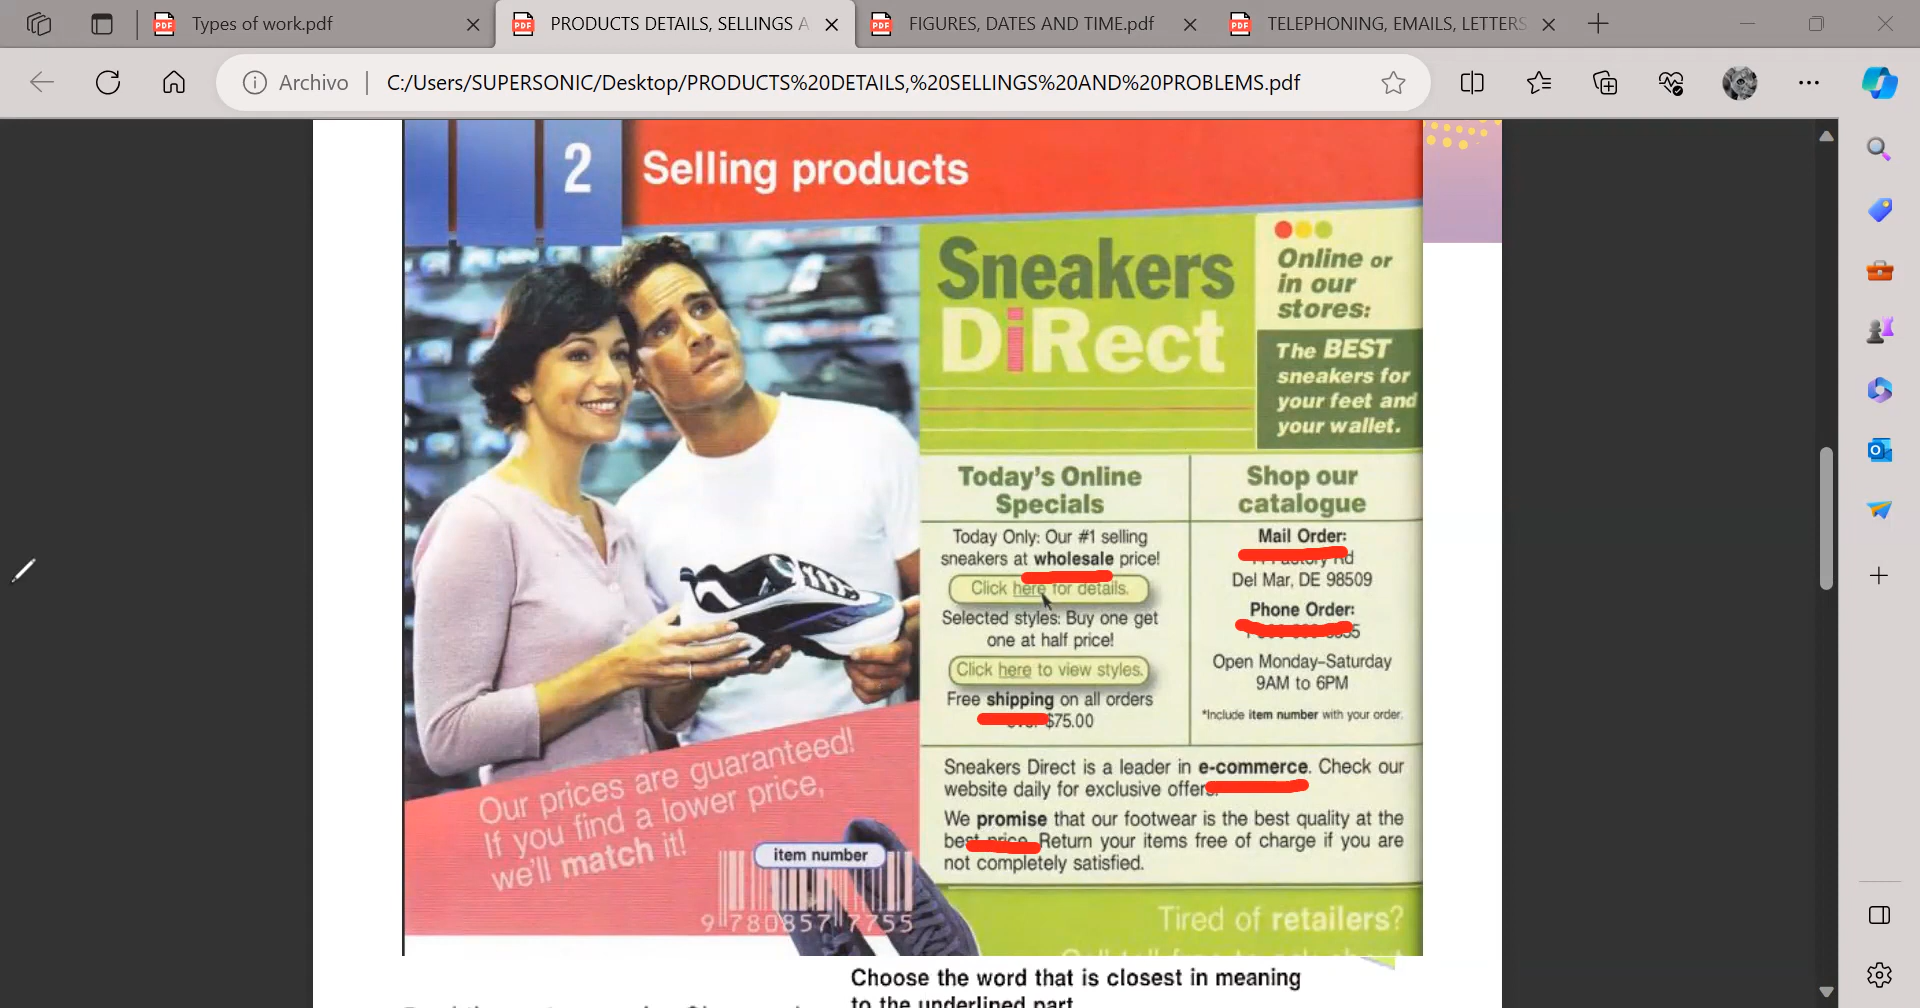 Types of work.pdf
PRODUCTS DETAILS, SELLINGS A
FIGURES, DATES AND TIME.pdf
TELEPHONING, EMAILS, LETTERS
Archivo
C:/Users/SUPERSONIC/Desktop/PRODUCTS%20DETAILS,%20SELLINGS%20AND%20PROBLEMS.pdf
2 Selling products
Sneakers
DiRect
Online or
in our
stores:
The BEST
sneakers for
your feet and
your wallet.
Today's Online
Specials
Today Only: Our #1 selling
sneakers at wholesale price!
Click here for details.
Selected styles: Buy one get
one at half price!
Click here to view styles.
Free shipping on all orders
$75.00
Shop our
catalogue
Mail Order:
Del Mar, DE 98509
Phone Order:
Open Monday–Saturday
9AM to 6PM
*Include item number with your order.
Sneakers Direct is a leader in e-commerce. Check our
website daily for exclusive offers.
We promise that our footwear is the best quality at the
best price. Return your items free of charge if you are
not completely satisfied.
Our prices are guaranteed!
If you find a lower price,
we'll match it!
item number
9 780857 7755
Tired of retailers?
Choose the word that is closest in meaning
to the underlined part